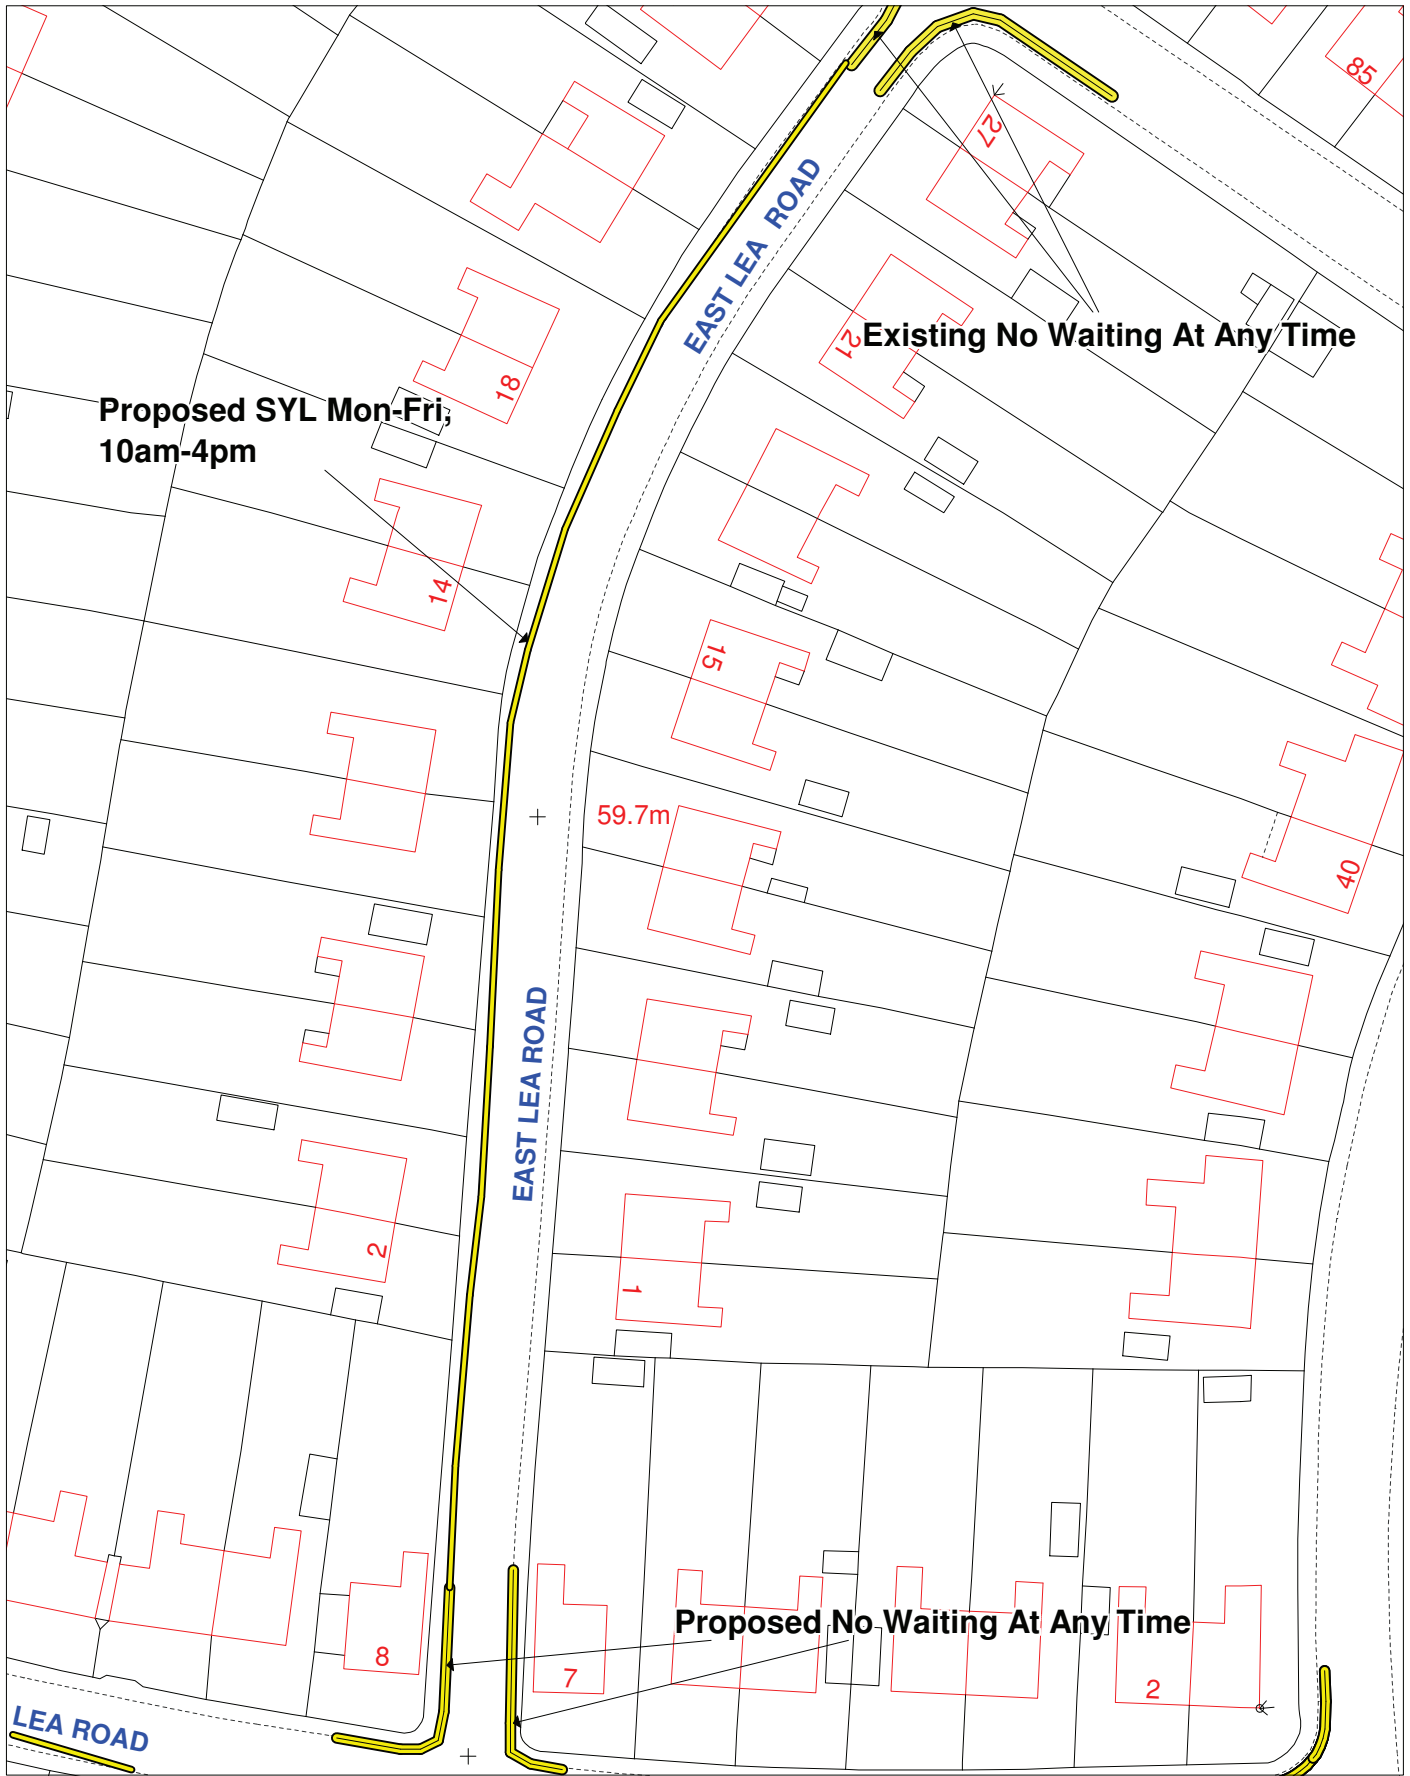 85
27
EAST LEA ROAD
Existing No Waiting At Any Time
21
18
Proposed SYL Mon-Fri,
10am-4pm
14
15
59.7m
40
EAST LEA ROAD
2
1
Proposed No Waiting At Any Time
8
7
2
LEA ROAD